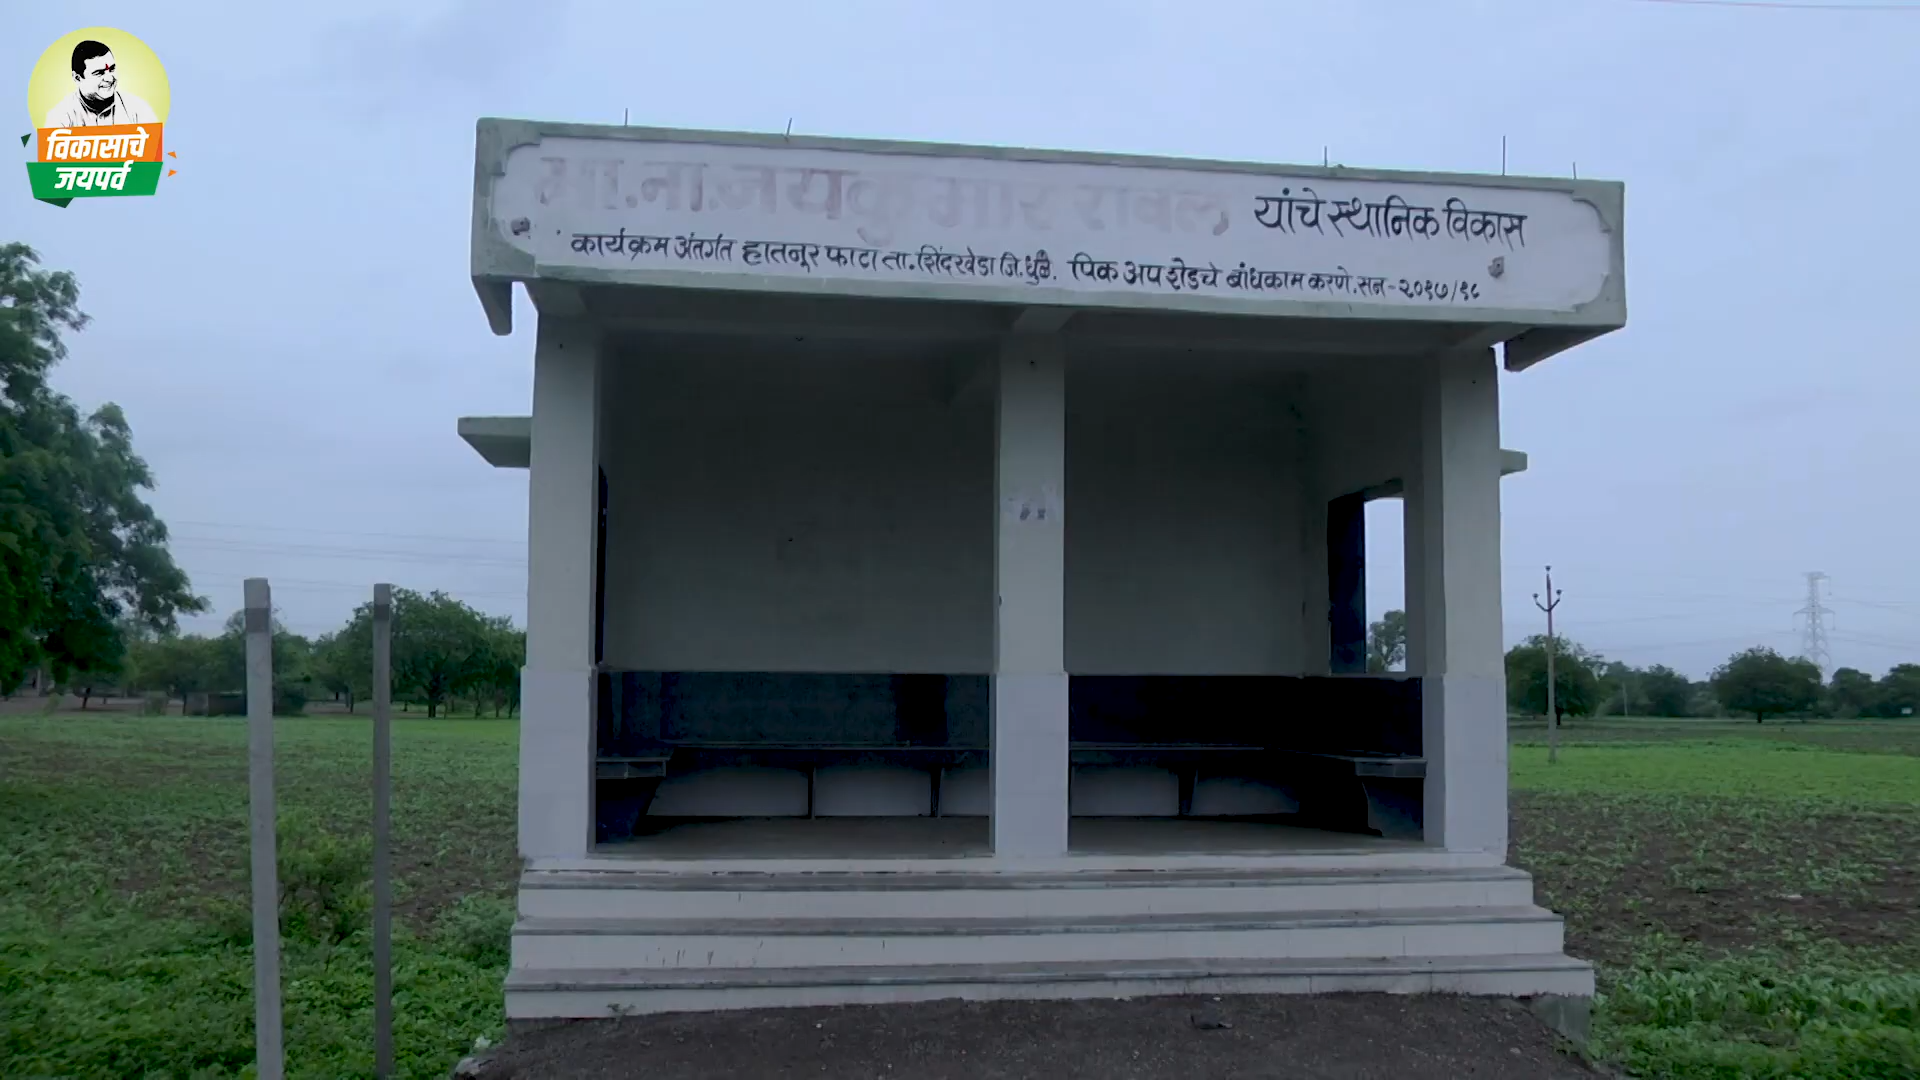 विकासाचे
जयपर्व
मा.ना.जयकुमार रावल यांचे स्थानिक विकास
कार्यक्रम अंतर्गत हातनूर फाटा ता.शिंदखेडा जि.धुळे. पिक अप शेडचे बांधकाम करणे.सन-२०१७/१८